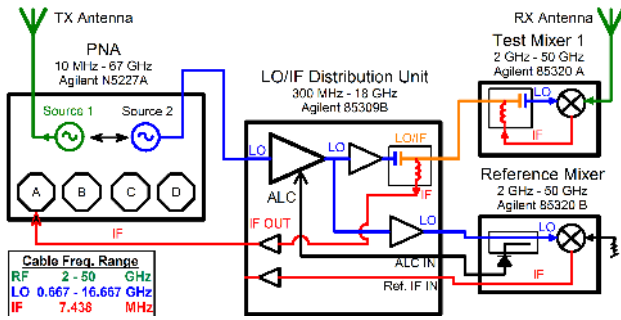 TX Antenna
RX Antenna
PNA
10 MHz - 67 GHz
Agilent N5227A
Source 1
Source 2
A
B
C
D
LO/IF Distribution Unit
300 MHz - 18 GHz
Agilent 85309B
LO
LO
LO/IF
IF
ALC
LO
IF OUT
ALC IN
Ref. IF IN
IF
Test Mixer 1
2 GHz - 50 GHz
Agilent 85320 A
LO
IF
Reference Mixer
2 GHz - 50 GHz
Agilent 85320 B
LO
IF
Cable Freq. Range
RF 2 - 50 GHz
LO 0.667 - 16.667 GHz
IF 7.438 MHz